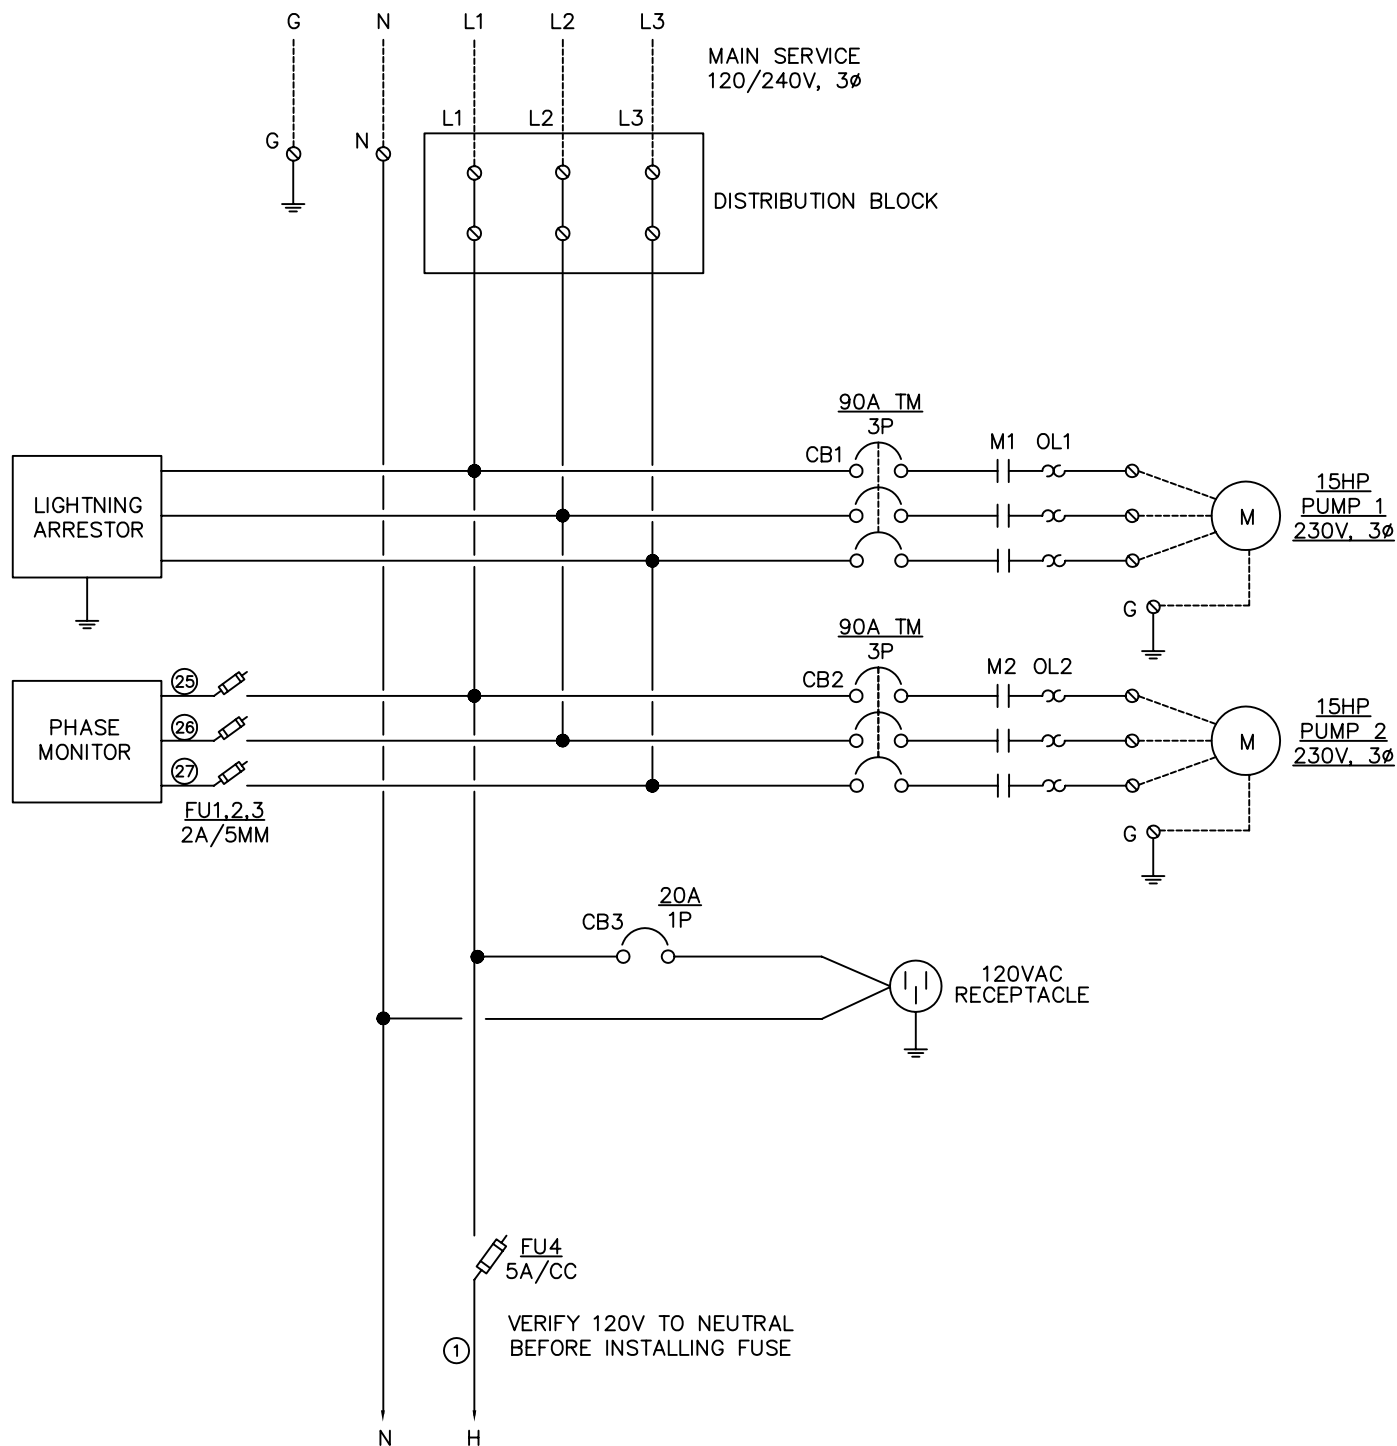 G N L1 L2 L3
MAIN SERVICE
120/240V, 3ø
L1 L2 L3
G N
DISTRIBUTION BLOCK
90A TM
3P
CB1 M1 OL1
LIGHTNING
ARRESTOR
M
15HP
PUMP 1
230V, 3ø
G
90A TM
3P
CB2 M2 OL2
25
26
27
PHASE
MONITOR
FU1,2,3
2A/5MM
M
15HP
PUMP 2
230V, 3ø
G
20A
1P
CB3
120VAC
RECEPTACLE
FU4
5A/CC
VERIFY 120V TO NEUTRAL
BEFORE INSTALLING FUSE
1
N H